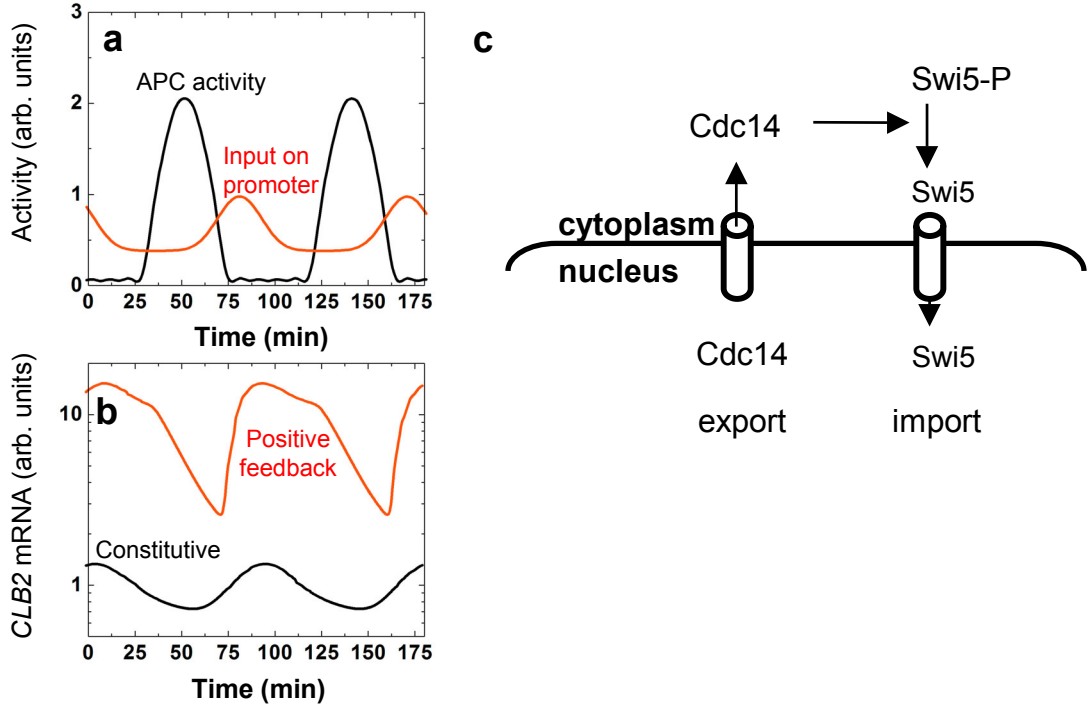 a
3
2
1
0
Activity (arb. units)
APC activity
Input on
promoter
0 25 50 75 100 125 150 175
Time (min)
b
10
1
CLB2 mRNA (arb. units)
Positive
feedback
Constitutive
0 25 50 75 100 125 150 175
Time (min)
c
Swi5-P
Cdc14
Swi5
cytoplasm
nucleus
Cdc14 Swi5
export import